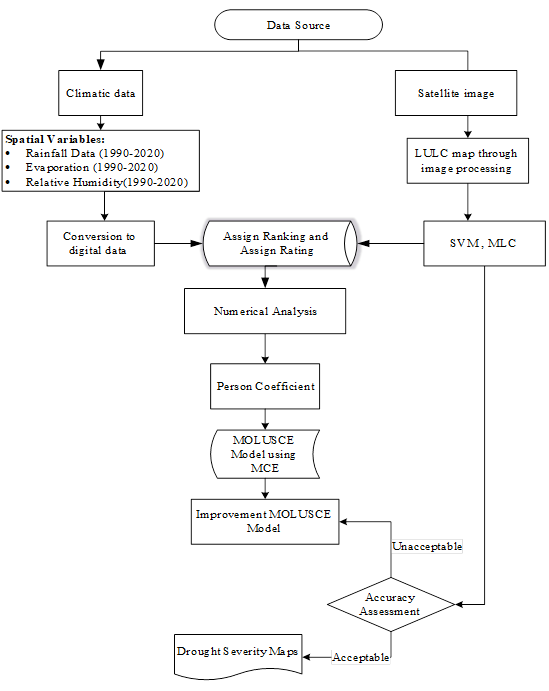 Data Source
Climatic data
Satellite image
Spatial Variables:
• Rainfall Data (1990-2020)
• Evaporation (1990-2020)
• Relative Humidity(1990-2020)
LULC map through
image processing
Conversion to
digital data
Assign Ranking and
Assign Rating
SVM , MLC
Numerical Analysis
Person Coefficient
MOLUSCE
Model using
MCE
Improvement MOLUSCE
Model
Unacceptable
Accuracy
Assessment
Drought Severity Maps
Acceptable